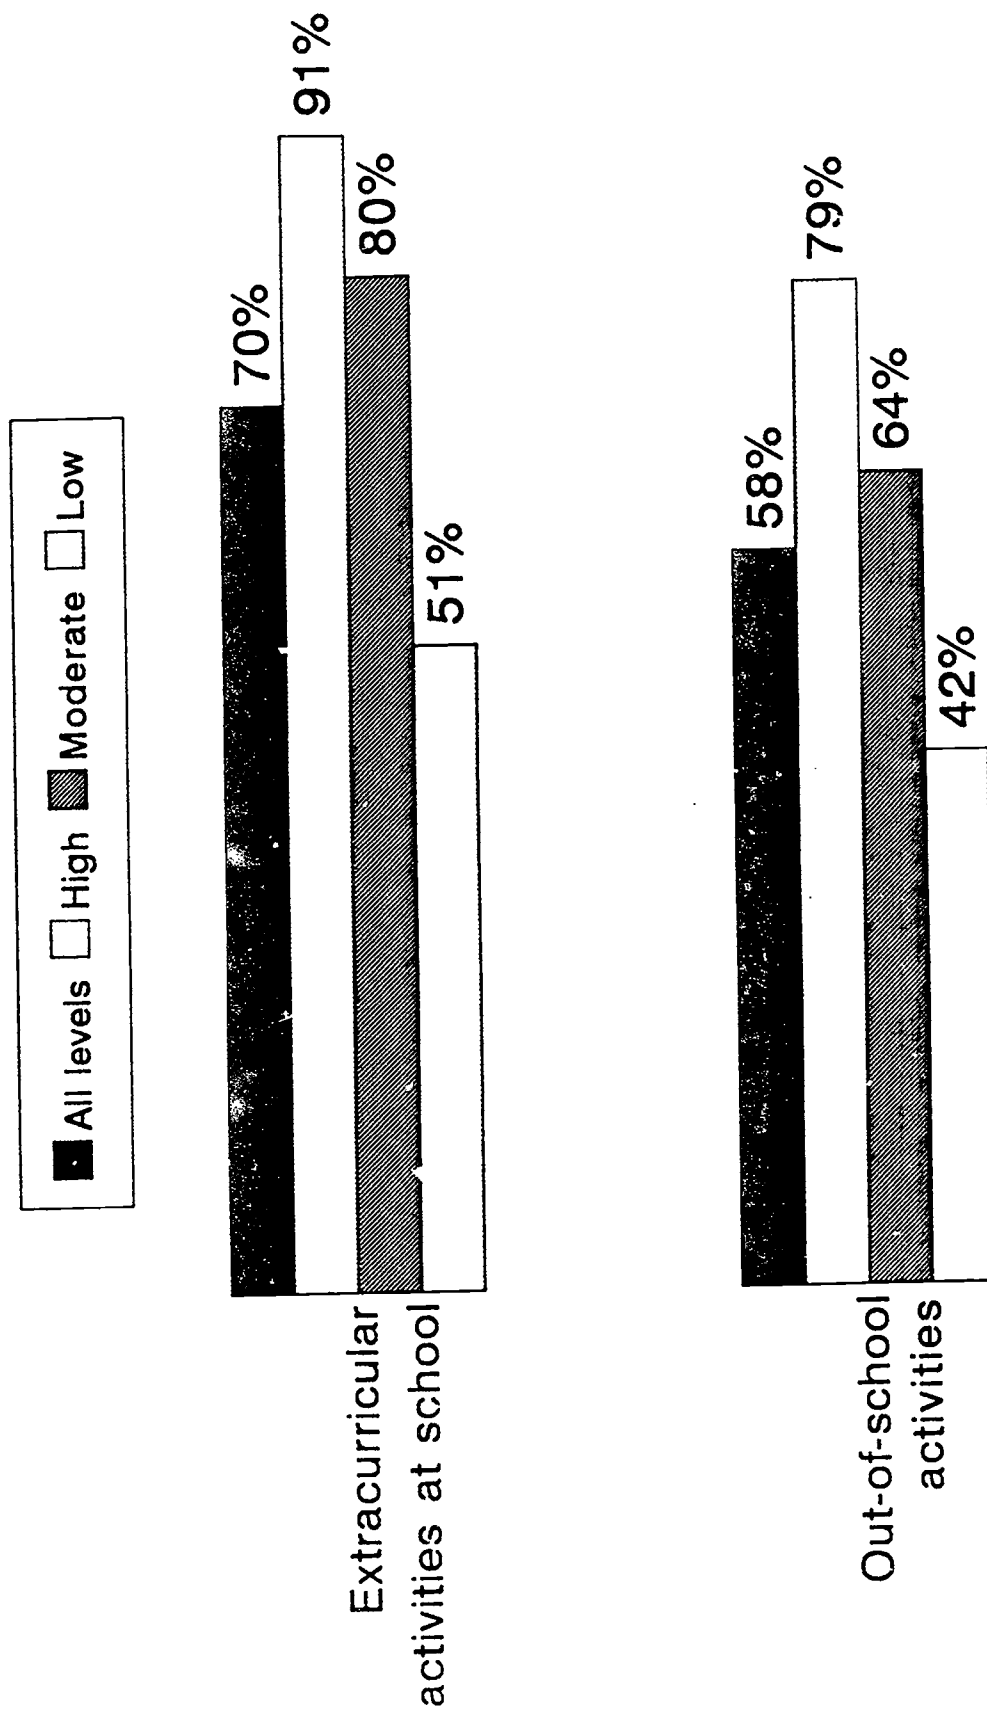 All levels High Moderate Low
70%
91%
Extracurricular
80%
activities at school
51%
58%
79%
Out-of-school
64%
activities
42%